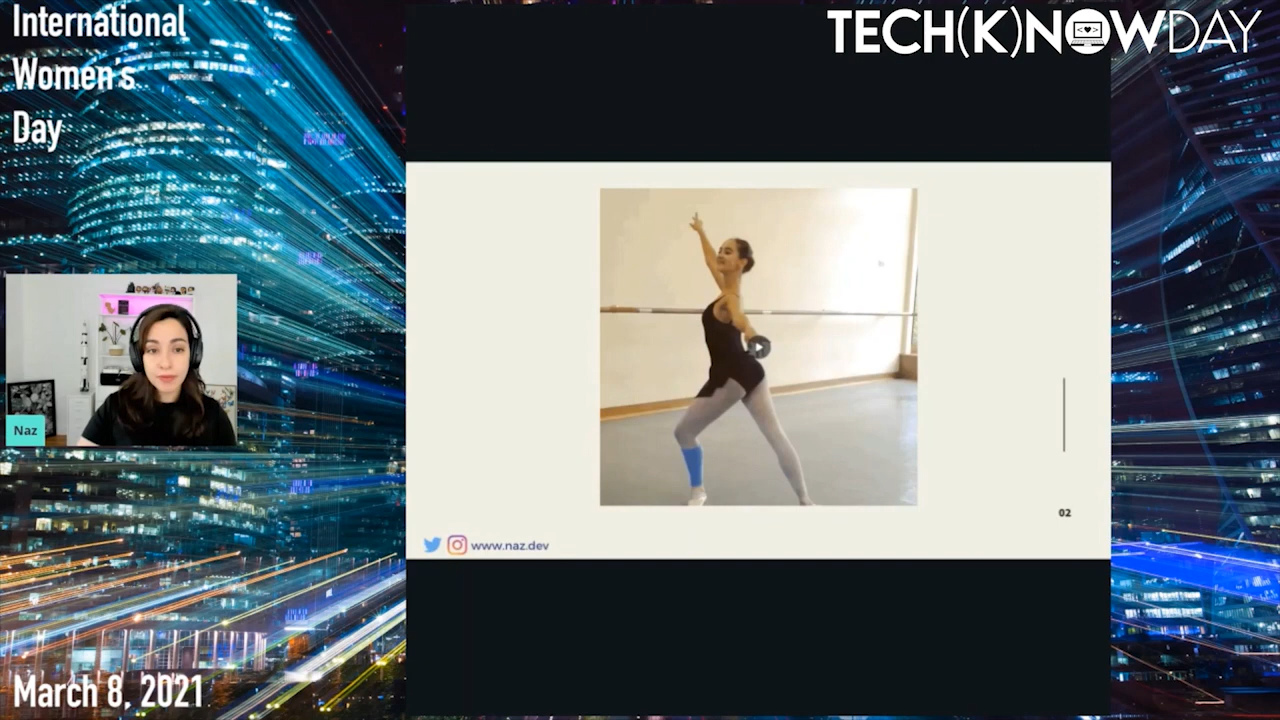 International
Women's
Day
TECH(K)NOWDAY
Naz
02
www.naz.dev
March 8, 2021